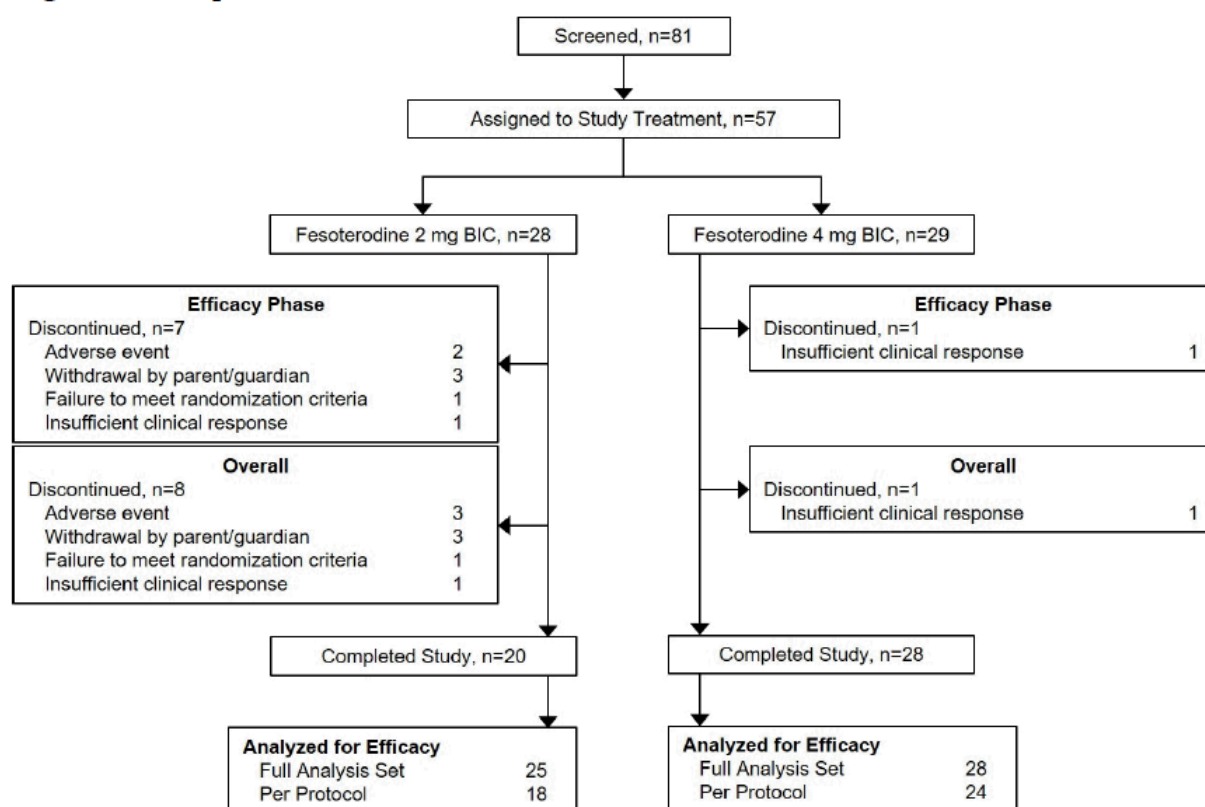 Screened, n=81
Assigned to Study Treatment, n=57
Fesoterodine 2 mg BIC, n=28
Fesoterodine 4 mg BIC, n=29
Efficacy Phase
Discontinued, n=7
Adverse event 2
Withdrawal by parent/guardian 3
Failure to meet randomization criteria 1
Insufficient clinical response 1
Efficacy Phase
Discontinued, n=1
Insufficient clinical response 1
Overall
Discontinued, n=8
Adverse event 3
Withdrawal by parent/guardian 3
Failure to meet randomization criteria 1
Insufficient clinical response 1
Overall
Discontinued, n=1
Insufficient clinical response 1
Completed Study, n=20
Completed Study, n=28
Analyzed for Efficacy
Full Analysis Set 25
Per Protocol 18
Analyzed for Efficacy
Full Analysis Set 28
Per Protocol 24